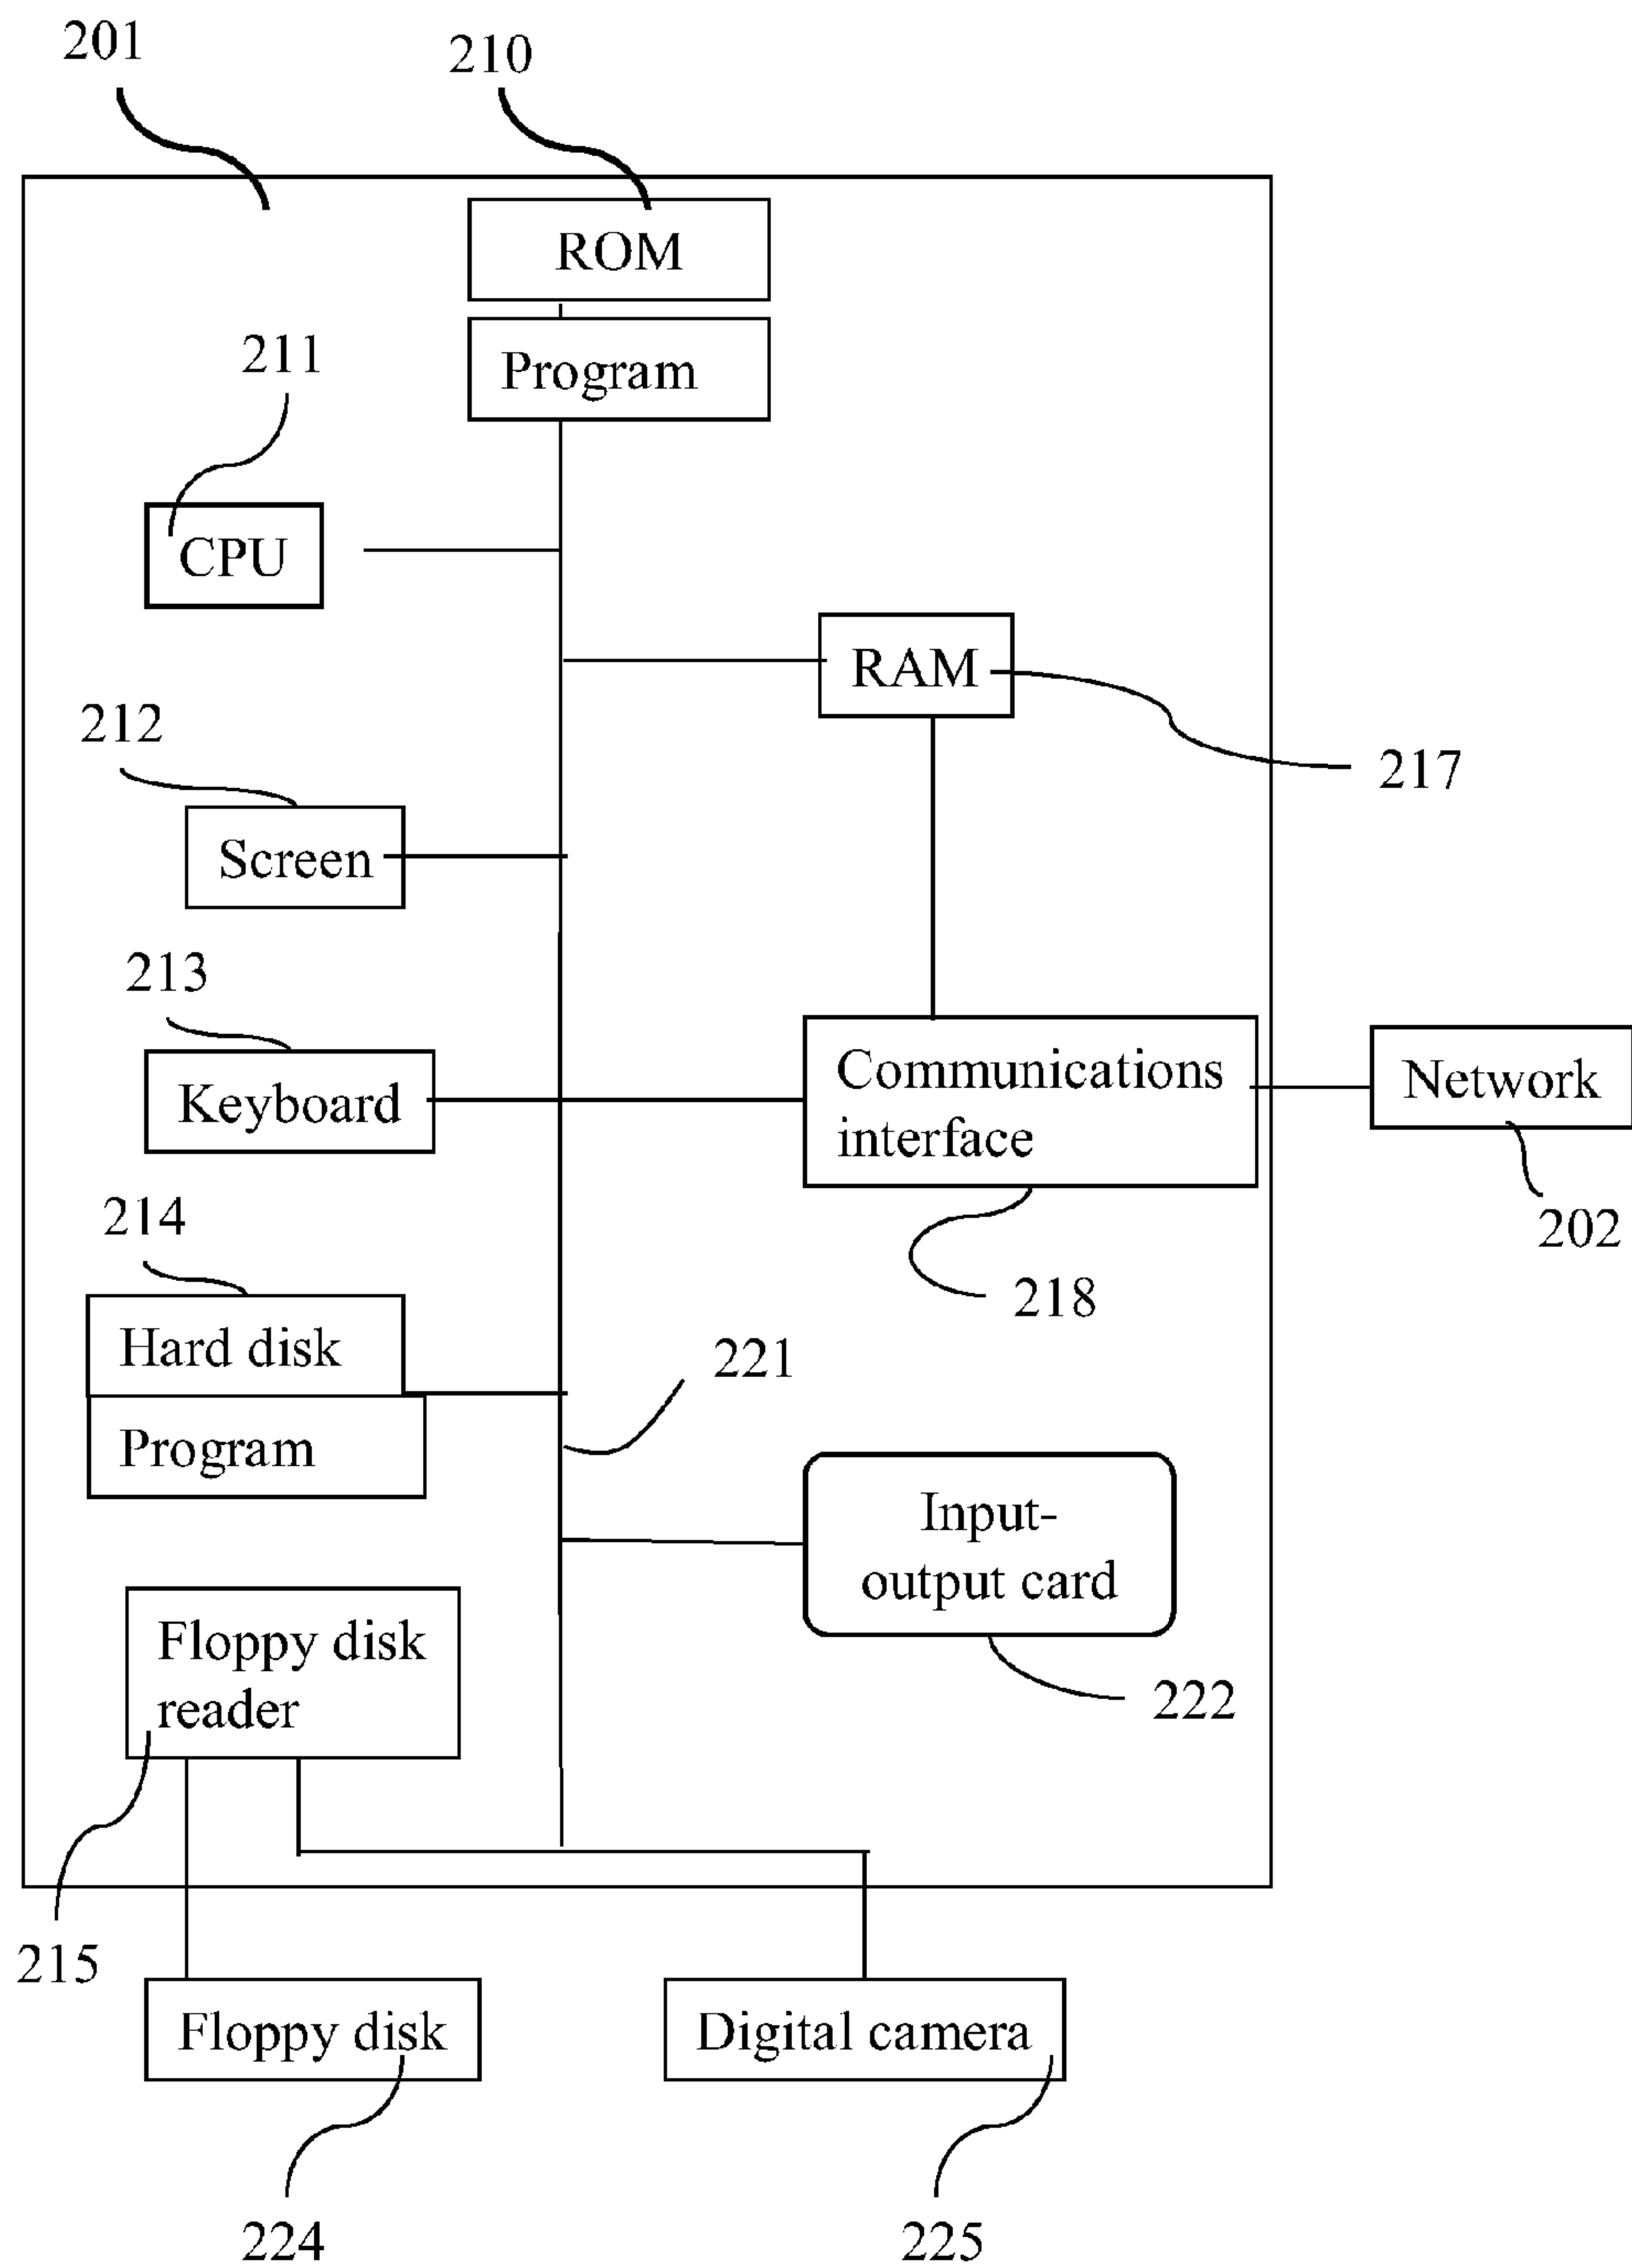 201
210
ROM
Program
211
CPU
RAM
217
212
Screen
213
Keyboard
Communications
interface
Network
202
218
214
Hard disk
Program
221
Input-
output card
222
Floppy disk
reader
215
Floppy disk
Digital camera
224
225